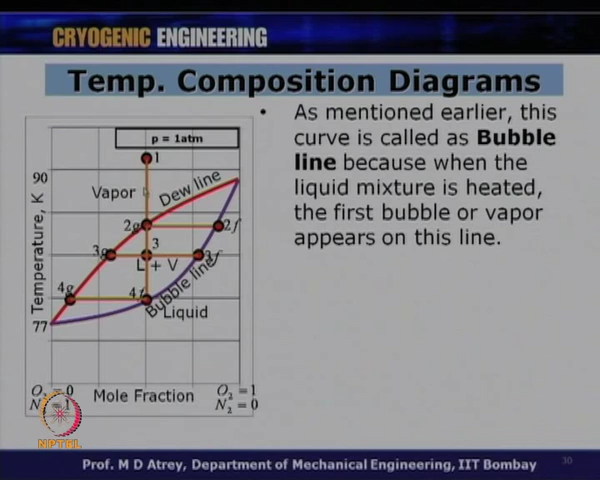 CRYOGENIC ENGINEERING
Temp. Composition Diagrams
• As mentioned earlier, this
curve is called as Bubble
line because when the
liquid mixture is heated,
the first bubble or vapor
appears on this line.
p = 1atm
1
90
Vapor
Dew line
2g
2f
3g
3
3f
L + V
4g
4f
Bubble line
Liquid
77
Temperature, K
O2 = 0
N2 = 1
Mole Fraction
O2 = 1
N2 = 0
NPTEL
Prof. M D Atrey, Department of Mechanical Engineering, IIT Bombay
30